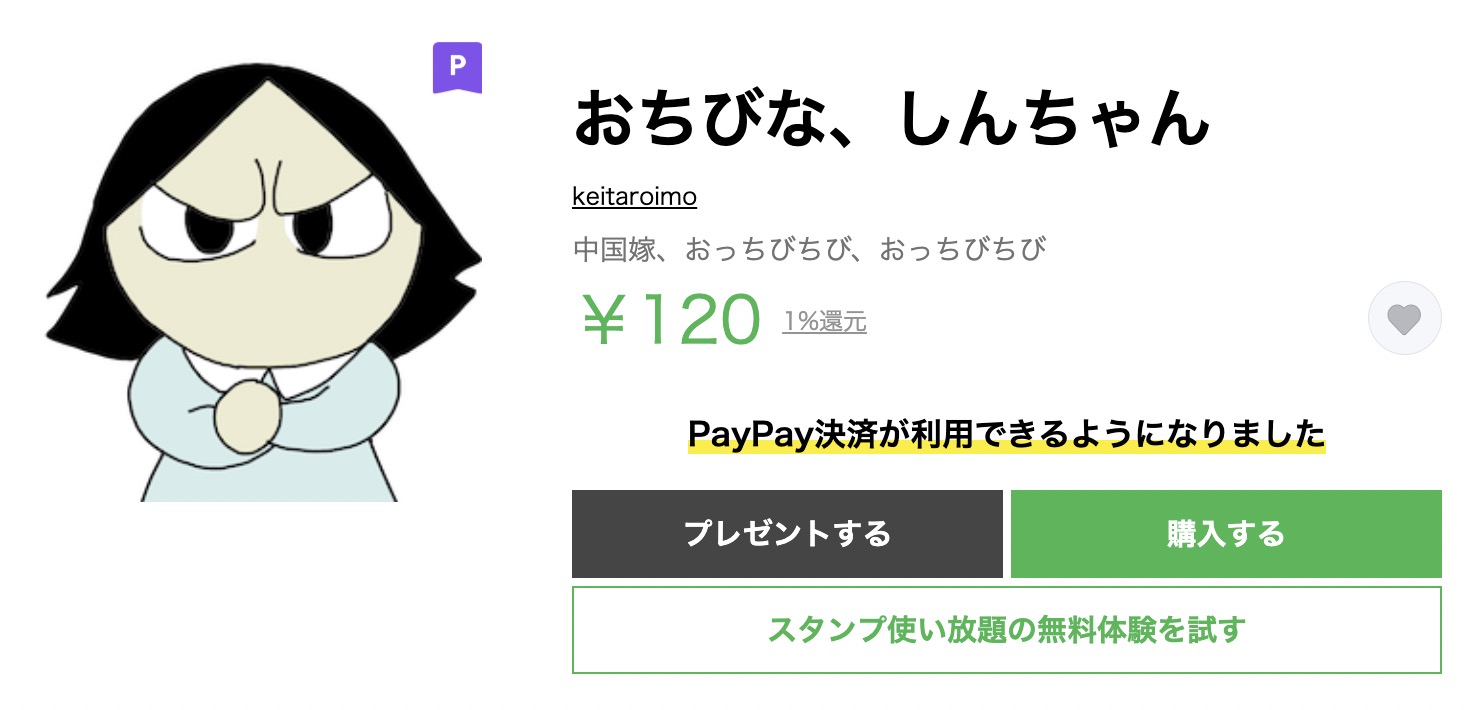 P
おちびな、しんちゃん
keitaroimo
中国嫁、おっちびちび、おっちびちび
￥120 1%還元
PayPay決済が利用できるようになりました
プレゼントする 購入する
スタンプ使い放題の無料体験を試す